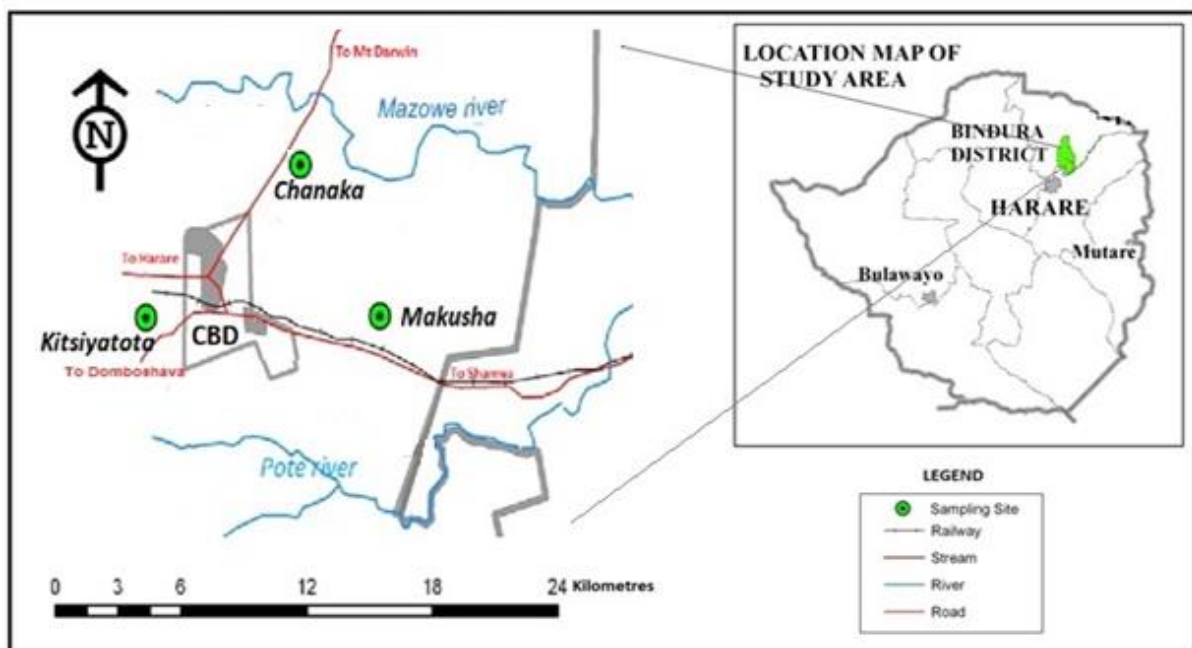 To Mt Darwin
Mazowe river
N
Chanaka
To Harare
Kitsiyatota
CBD
Makusha
To Domboshava
To Shamva
Pote river
0 3 6 12 18 24 Kilometres
LOCATION MAP OF
STUDY AREA
BINDURA
DISTRICT
HARARE
Mutare
Bulawayo
LEGEND
Sampling Site
Railway
Stream
River
Road